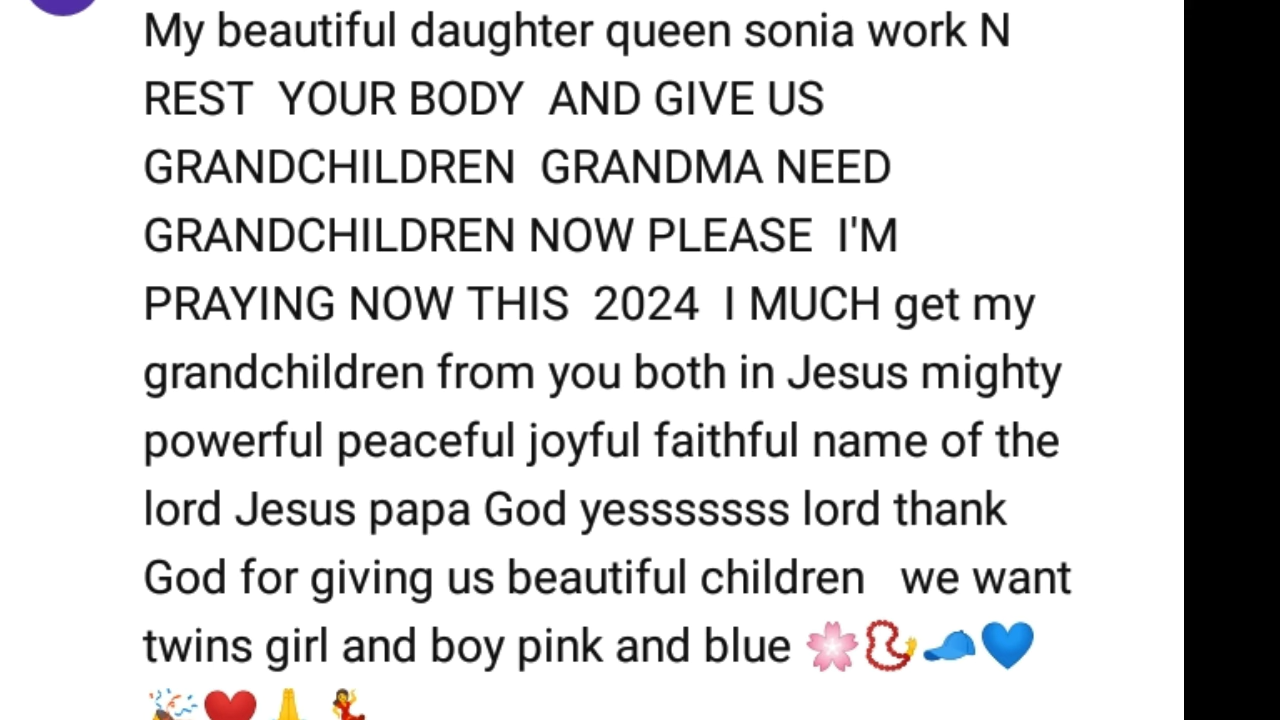 My beautiful daughter queen sonia work N
REST  YOUR BODY  AND GIVE US
GRANDCHILDREN  GRANDMA NEED
GRANDCHILDREN NOW PLEASE  I'M
PRAYING NOW THIS  2024  I MUCH get my
grandchildren from you both in Jesus mighty
powerful peaceful joyful faithful name of the
lord Jesus papa God yesssssss lord thank
God for giving us beautiful children   we want
twins girl and boy pink and blue 🌸📿🧢💙
🎉❤️🙏💃